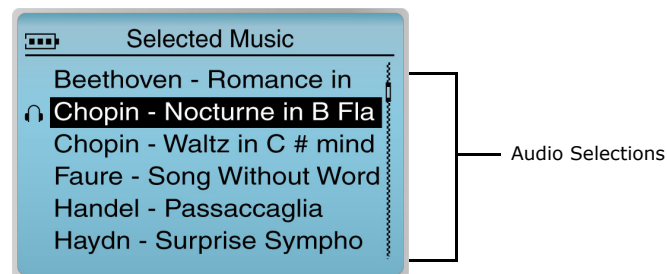 Selected Music
Beethoven - Romance in
Chopin - Nocturne in B Fla
Chopin - Waltz in C # mind
Faure - Song Without Word
Handel - Passaccaglia
Haydn - Surprise Sympho
Audio Selections